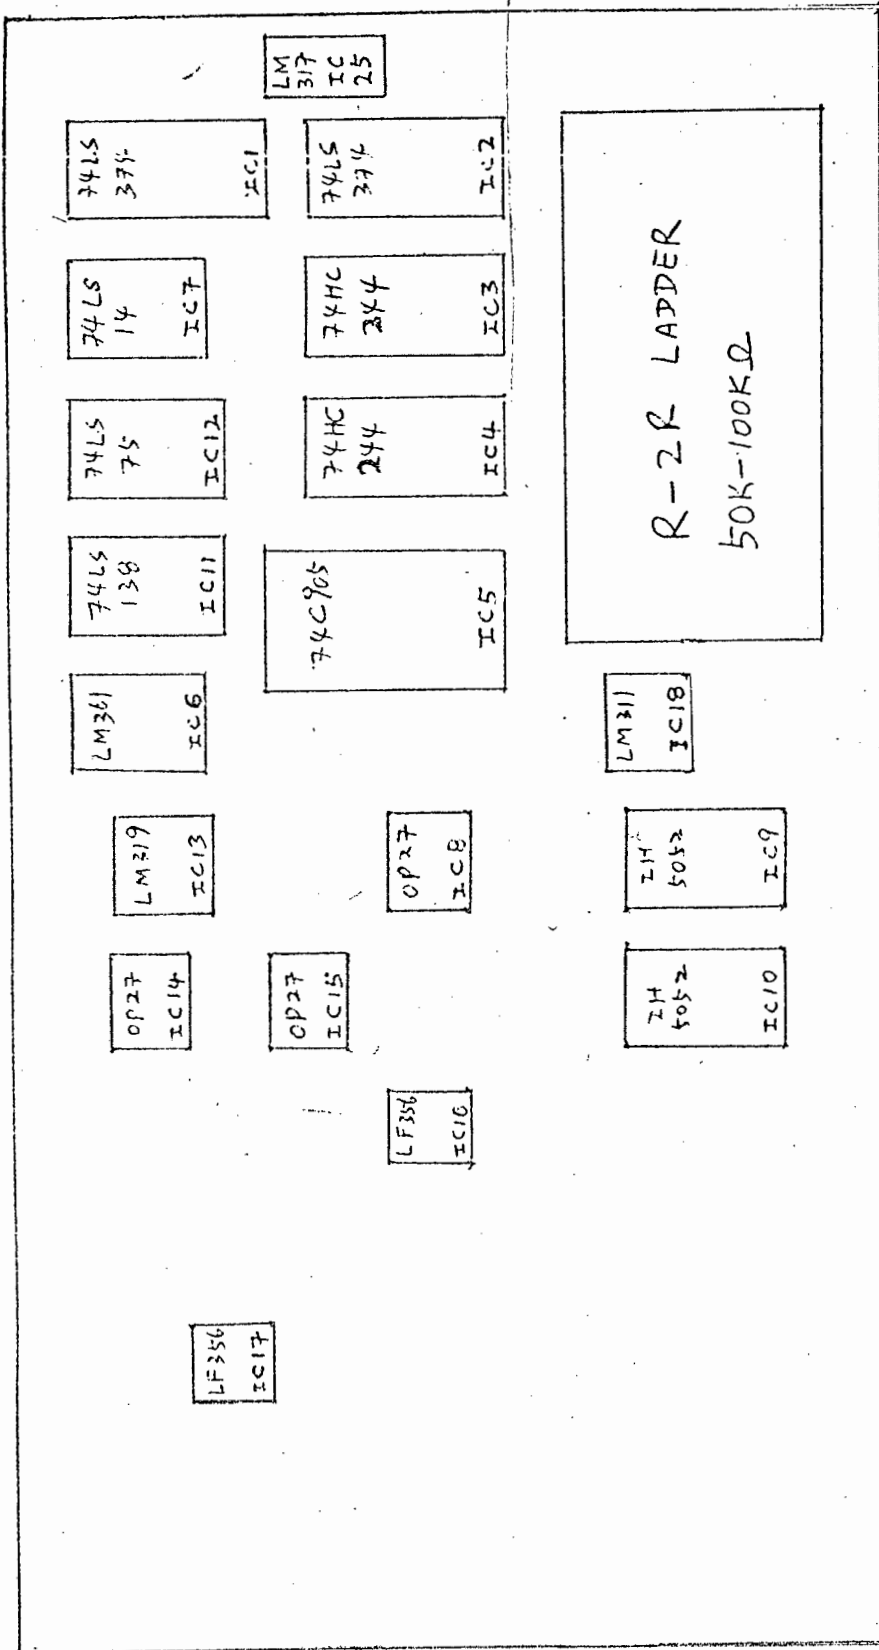 LM
317
IC
25
74LS
374
IC1
74LS
374
IC2
74LS
14
IC7
74HC
244
IC3
74LS
75
IC12
74HC
244
IC4
R-2R LADDER
50K-100KΩ
74LS
138
IC11
74C905
IC5
LM361
IC6
LM311
IC18
LM319
IC13
OP27
IC8
IH
5052
IC9
OP27
IC14
OP27
IC15
IH
5052
IC10
LF356
IC16
LF356
IC17